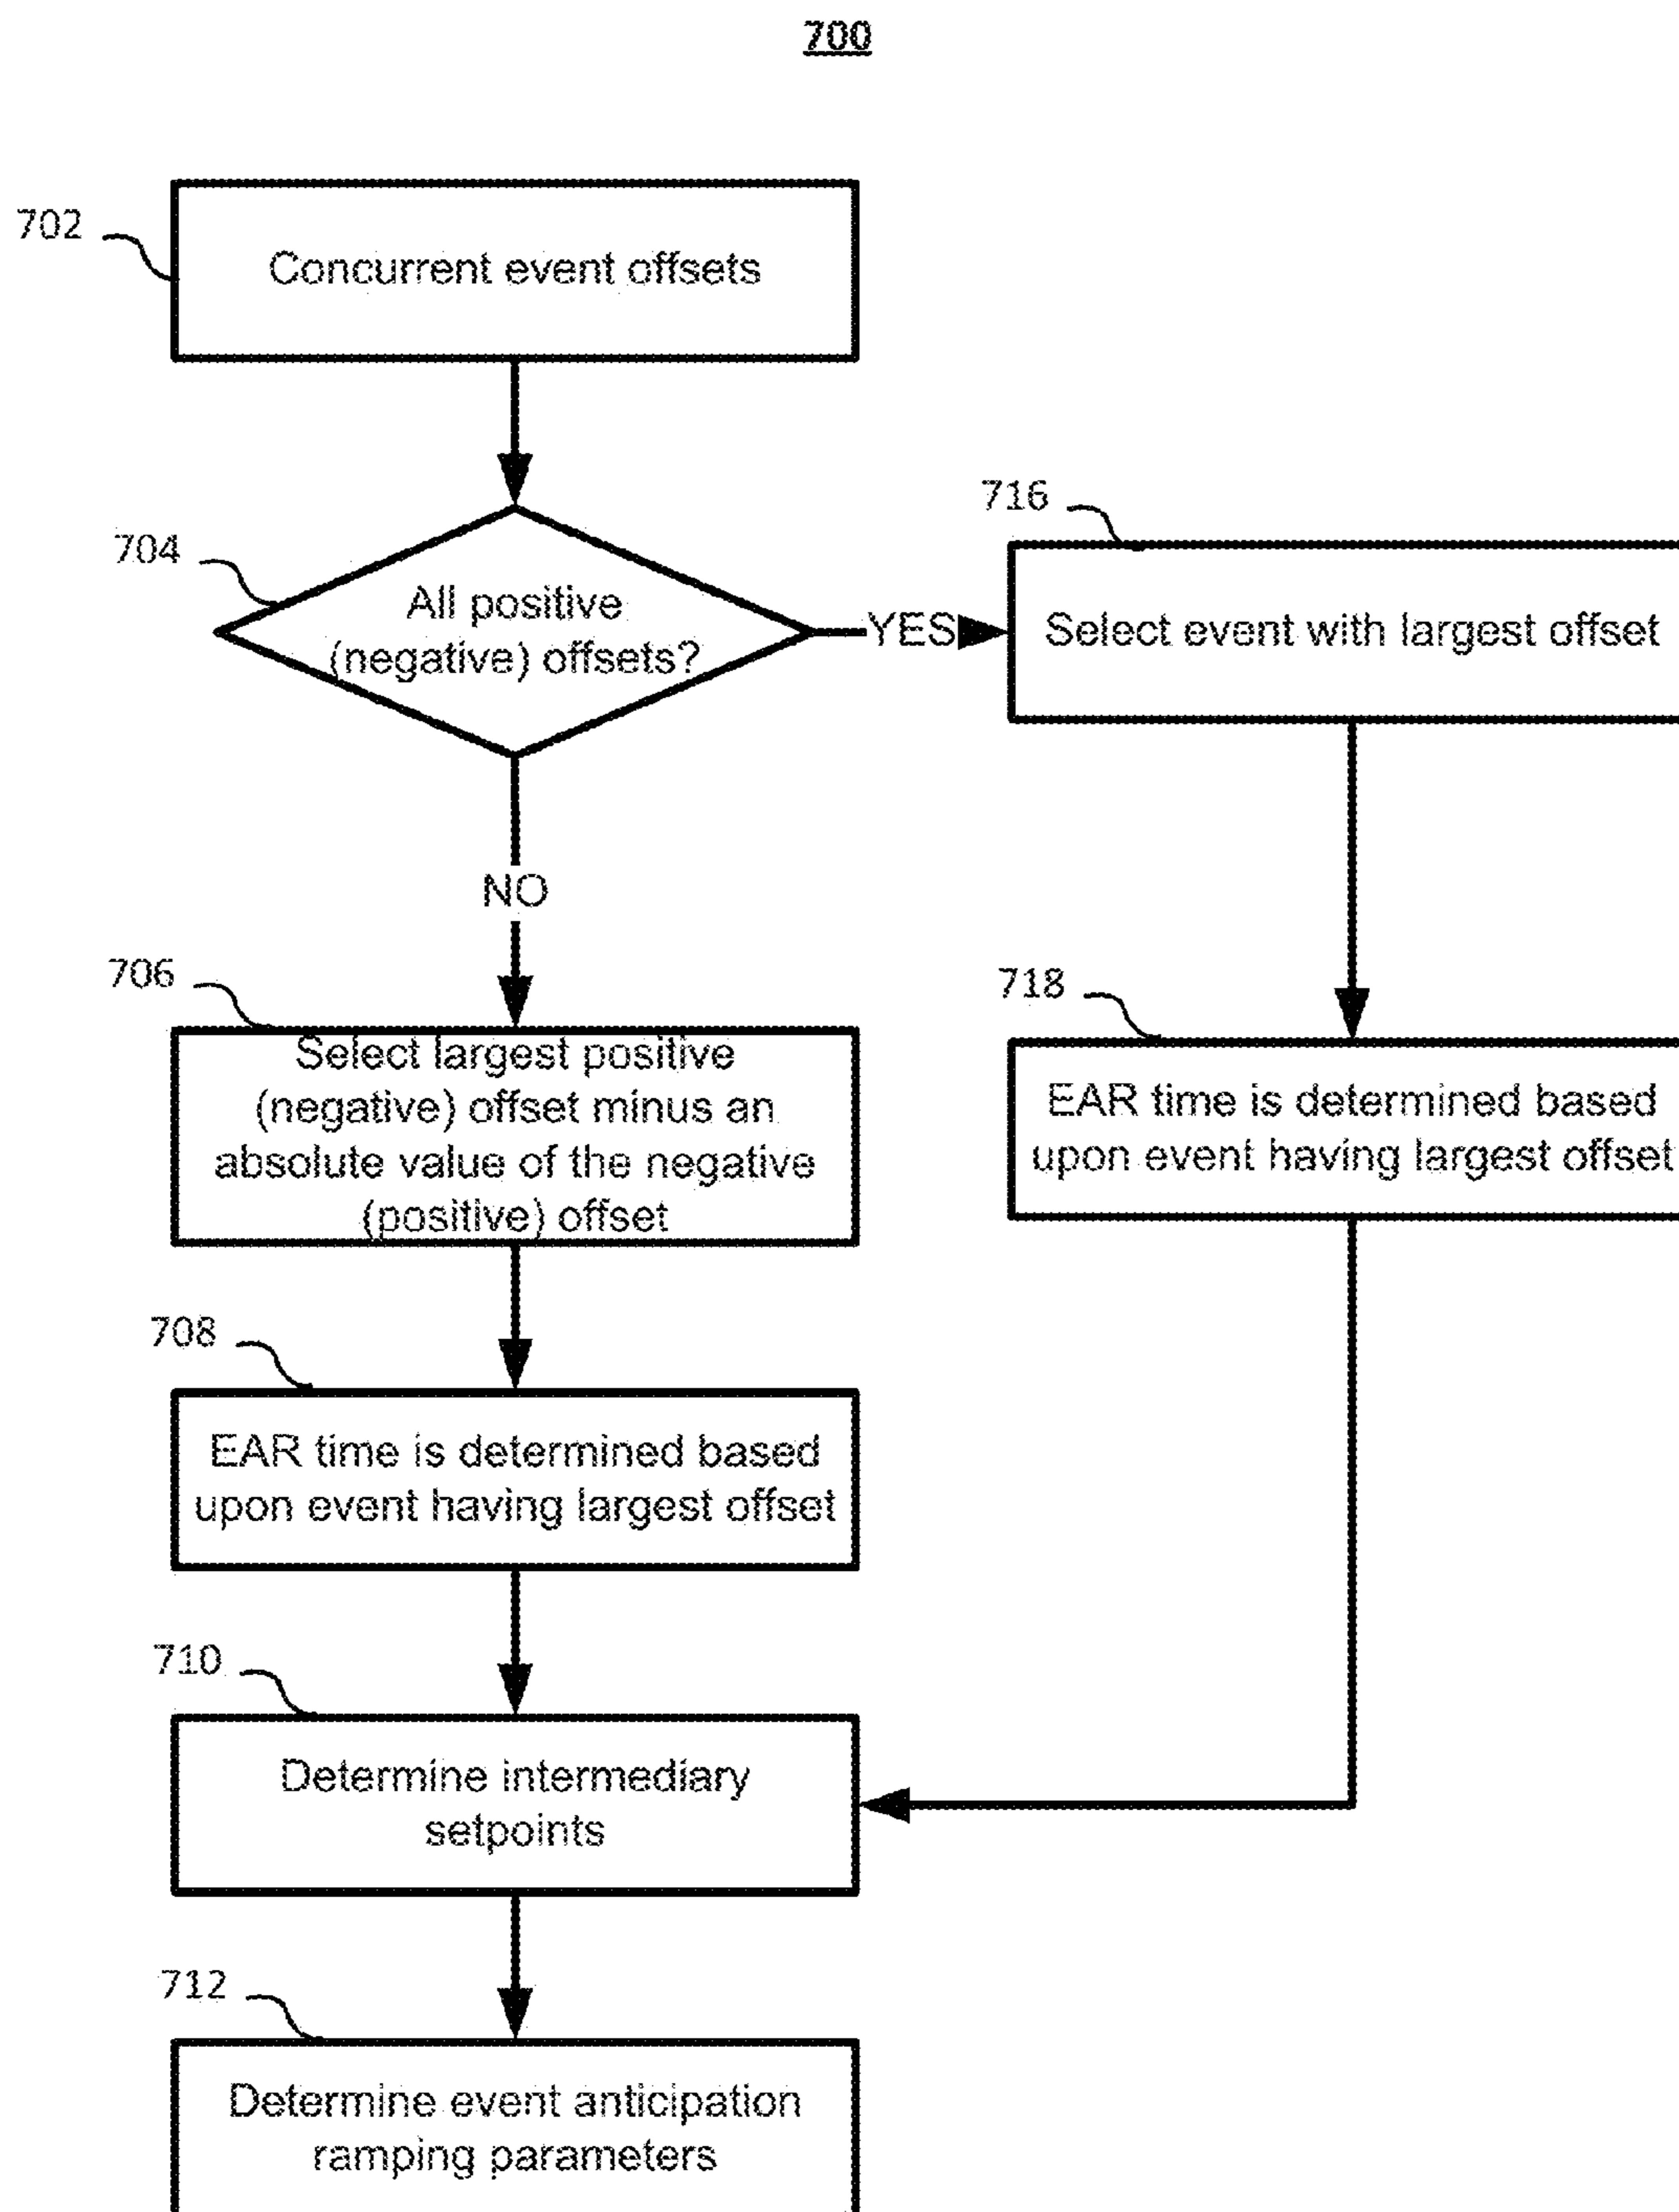 700
702
Concurrent event offsets
704
All positive
(negative) offsets?
YES
716
Select event with largest offset
NO
706
Select largest positive
(negative) offset minus an
absolute value of the negative
(positive) offset
718
EAR time is determined based
upon event having largest offset
708
EAR time is determined based
upon event having largest offset
710
Determine intermediary
setpoints
712
Determine event anticipation
ramping parameters